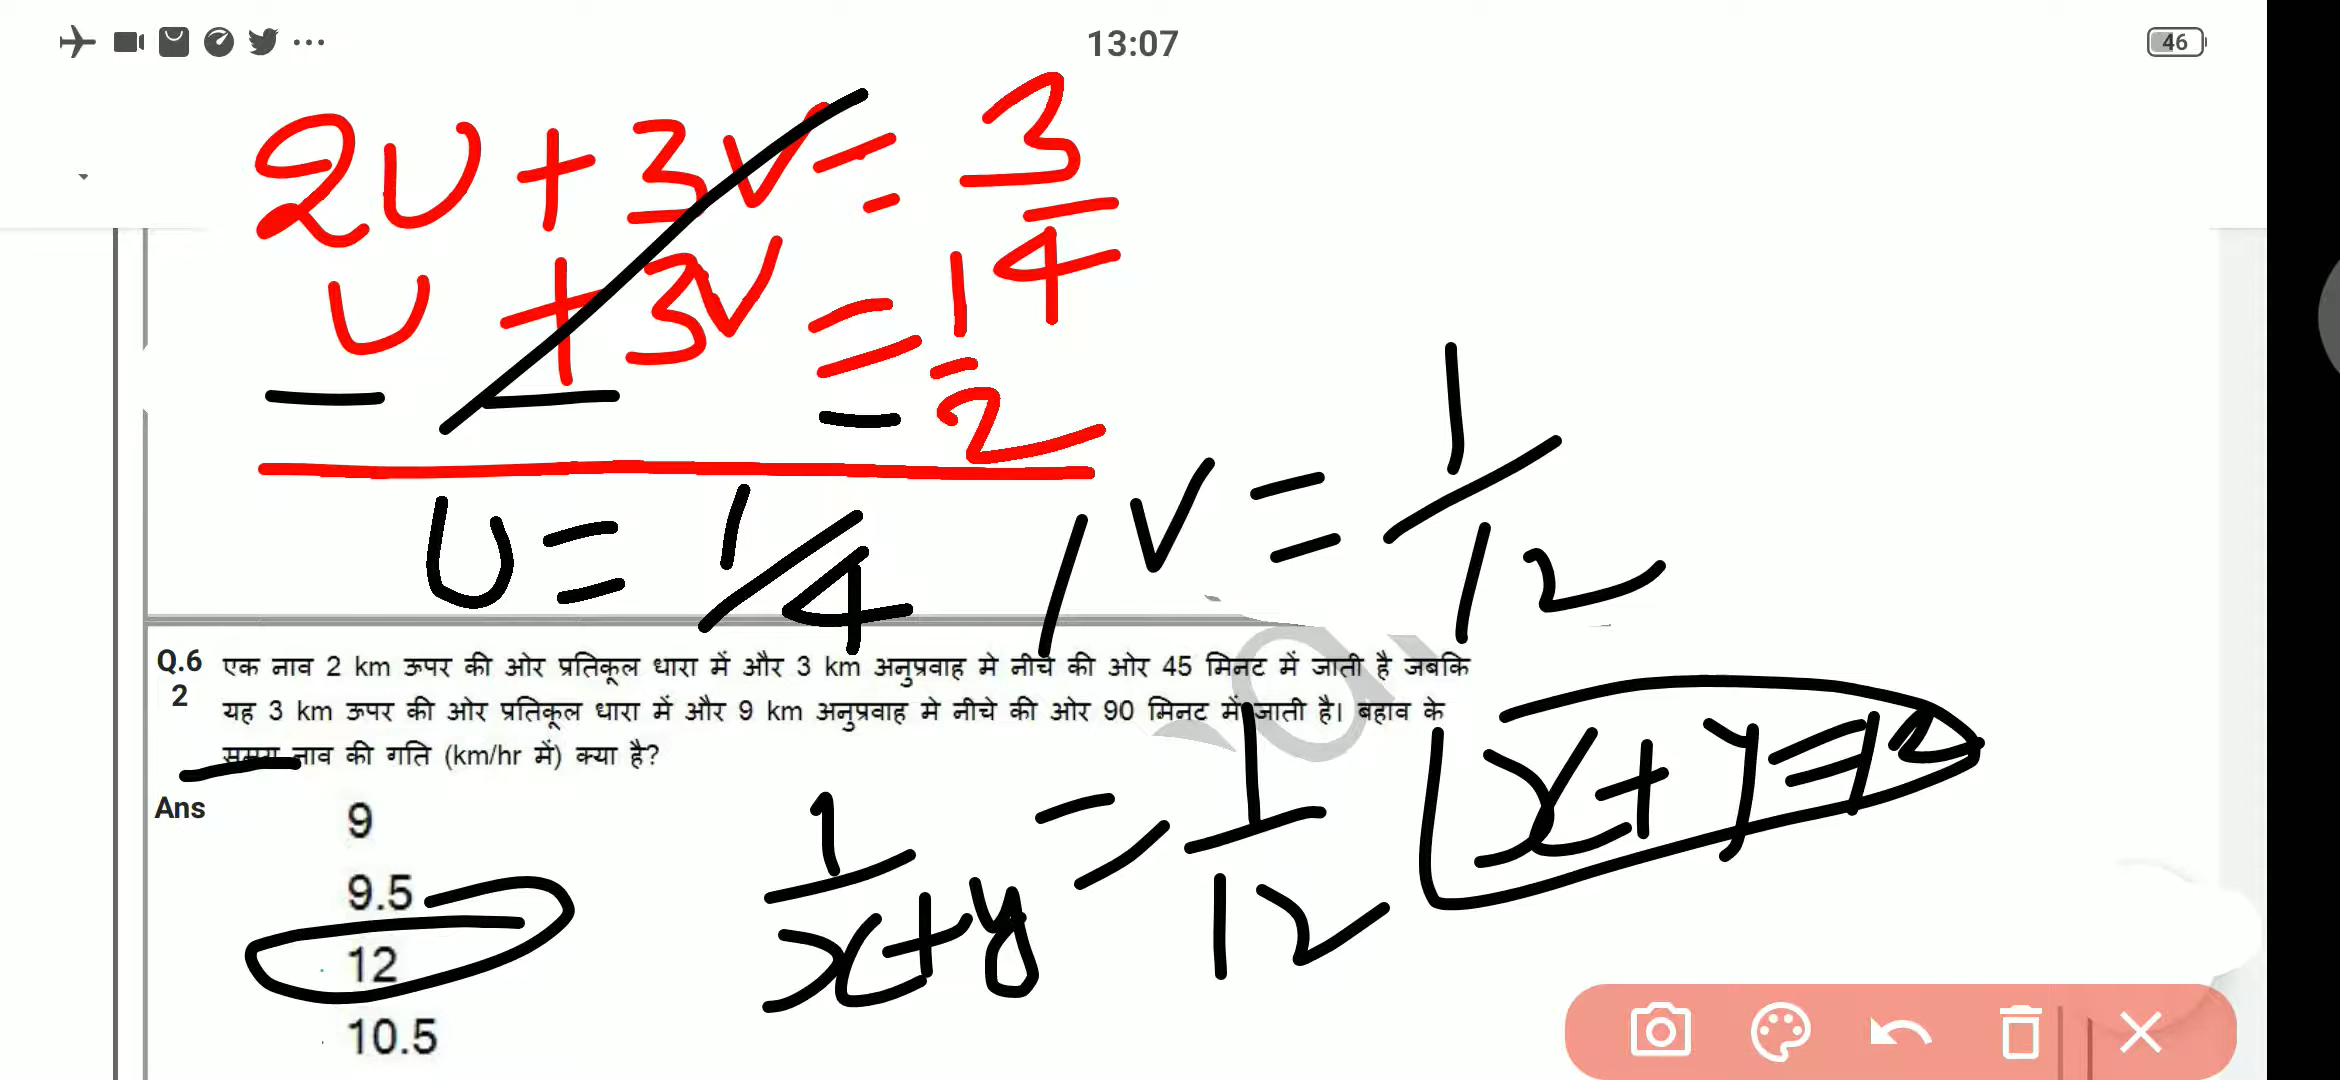 13:07
46
2U + 3V = 3/4
U + 3V = 1/2
U = 1/4 | V = 1/12
Q.6
2
एक नाव 2 km ऊपर की ओर प्रतिकूल धारा में और 3 km अनुप्रवाह मे नीचे की ओर 45 मिनट में जाती है जबकि
यह 3 km ऊपर की ओर प्रतिकूल धारा में और 9 km अनुप्रवाह मे नीचे की ओर 90 मिनट में जाती है। बहाव के
समय नाव की गति (km/hr में) क्या है?
x + y = 12
1/(x+y) = 1/12
Ans
9
9.5
12
10.5